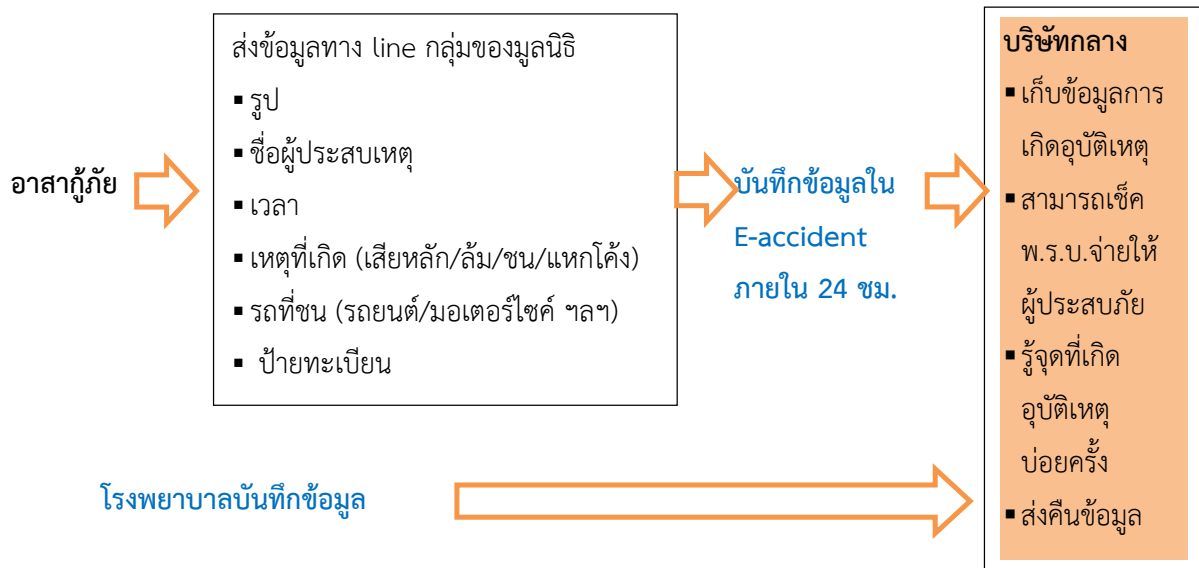 อาสากู้ภัย
ส่งข้อมูลทาง line กลุ่มของมูลนิธิ
▪ รูป
▪ ชื่อผู้ประสบเหตุ
▪ เวลา
▪ เหตุที่เกิด (เสียหลัก/ล้ม/ชน/แหกโค้ง)
▪ รถที่ชน (รถยนต์/มอเตอร์ไซค์ ฯลฯ)
▪ ป้ายทะเบียน
บันทึกข้อมูลใน
E-accident
ภายใน 24 ชม.
บริษัทกลาง
▪ เก็บข้อมูลการ
เกิดอุบัติเหตุ
▪ สามารถเช็ค
พ.ร.บ.จ่ายให้
ผู้ประสบภัย
▪ รู้จุดที่เกิด
อุบัติเหตุ
บ่อยครั้ง
▪ ส่งคืนข้อมูล
โรงพยาบาลบันทึกข้อมูล